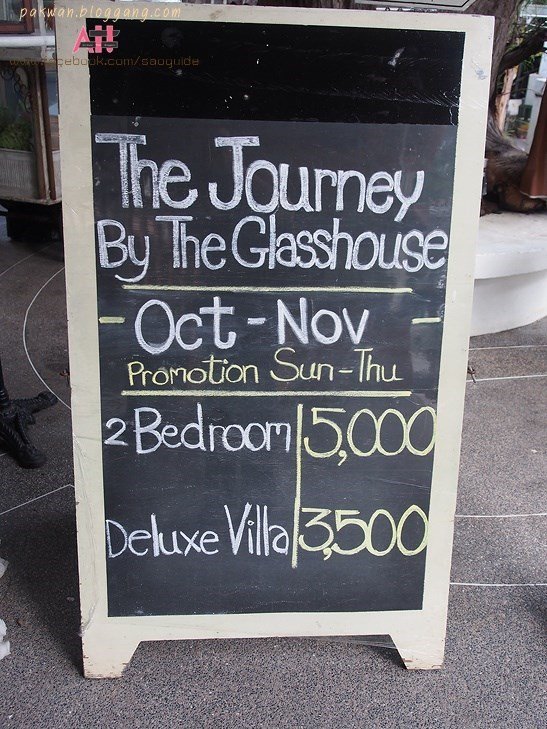 pakwan.bloggang.com
www.facebook.com/saoguide
The Journey
By The Glasshouse
Oct - Nov
Promotion Sun - Thu
2 Bedroom 5,000
Deluxe Villa 3,500